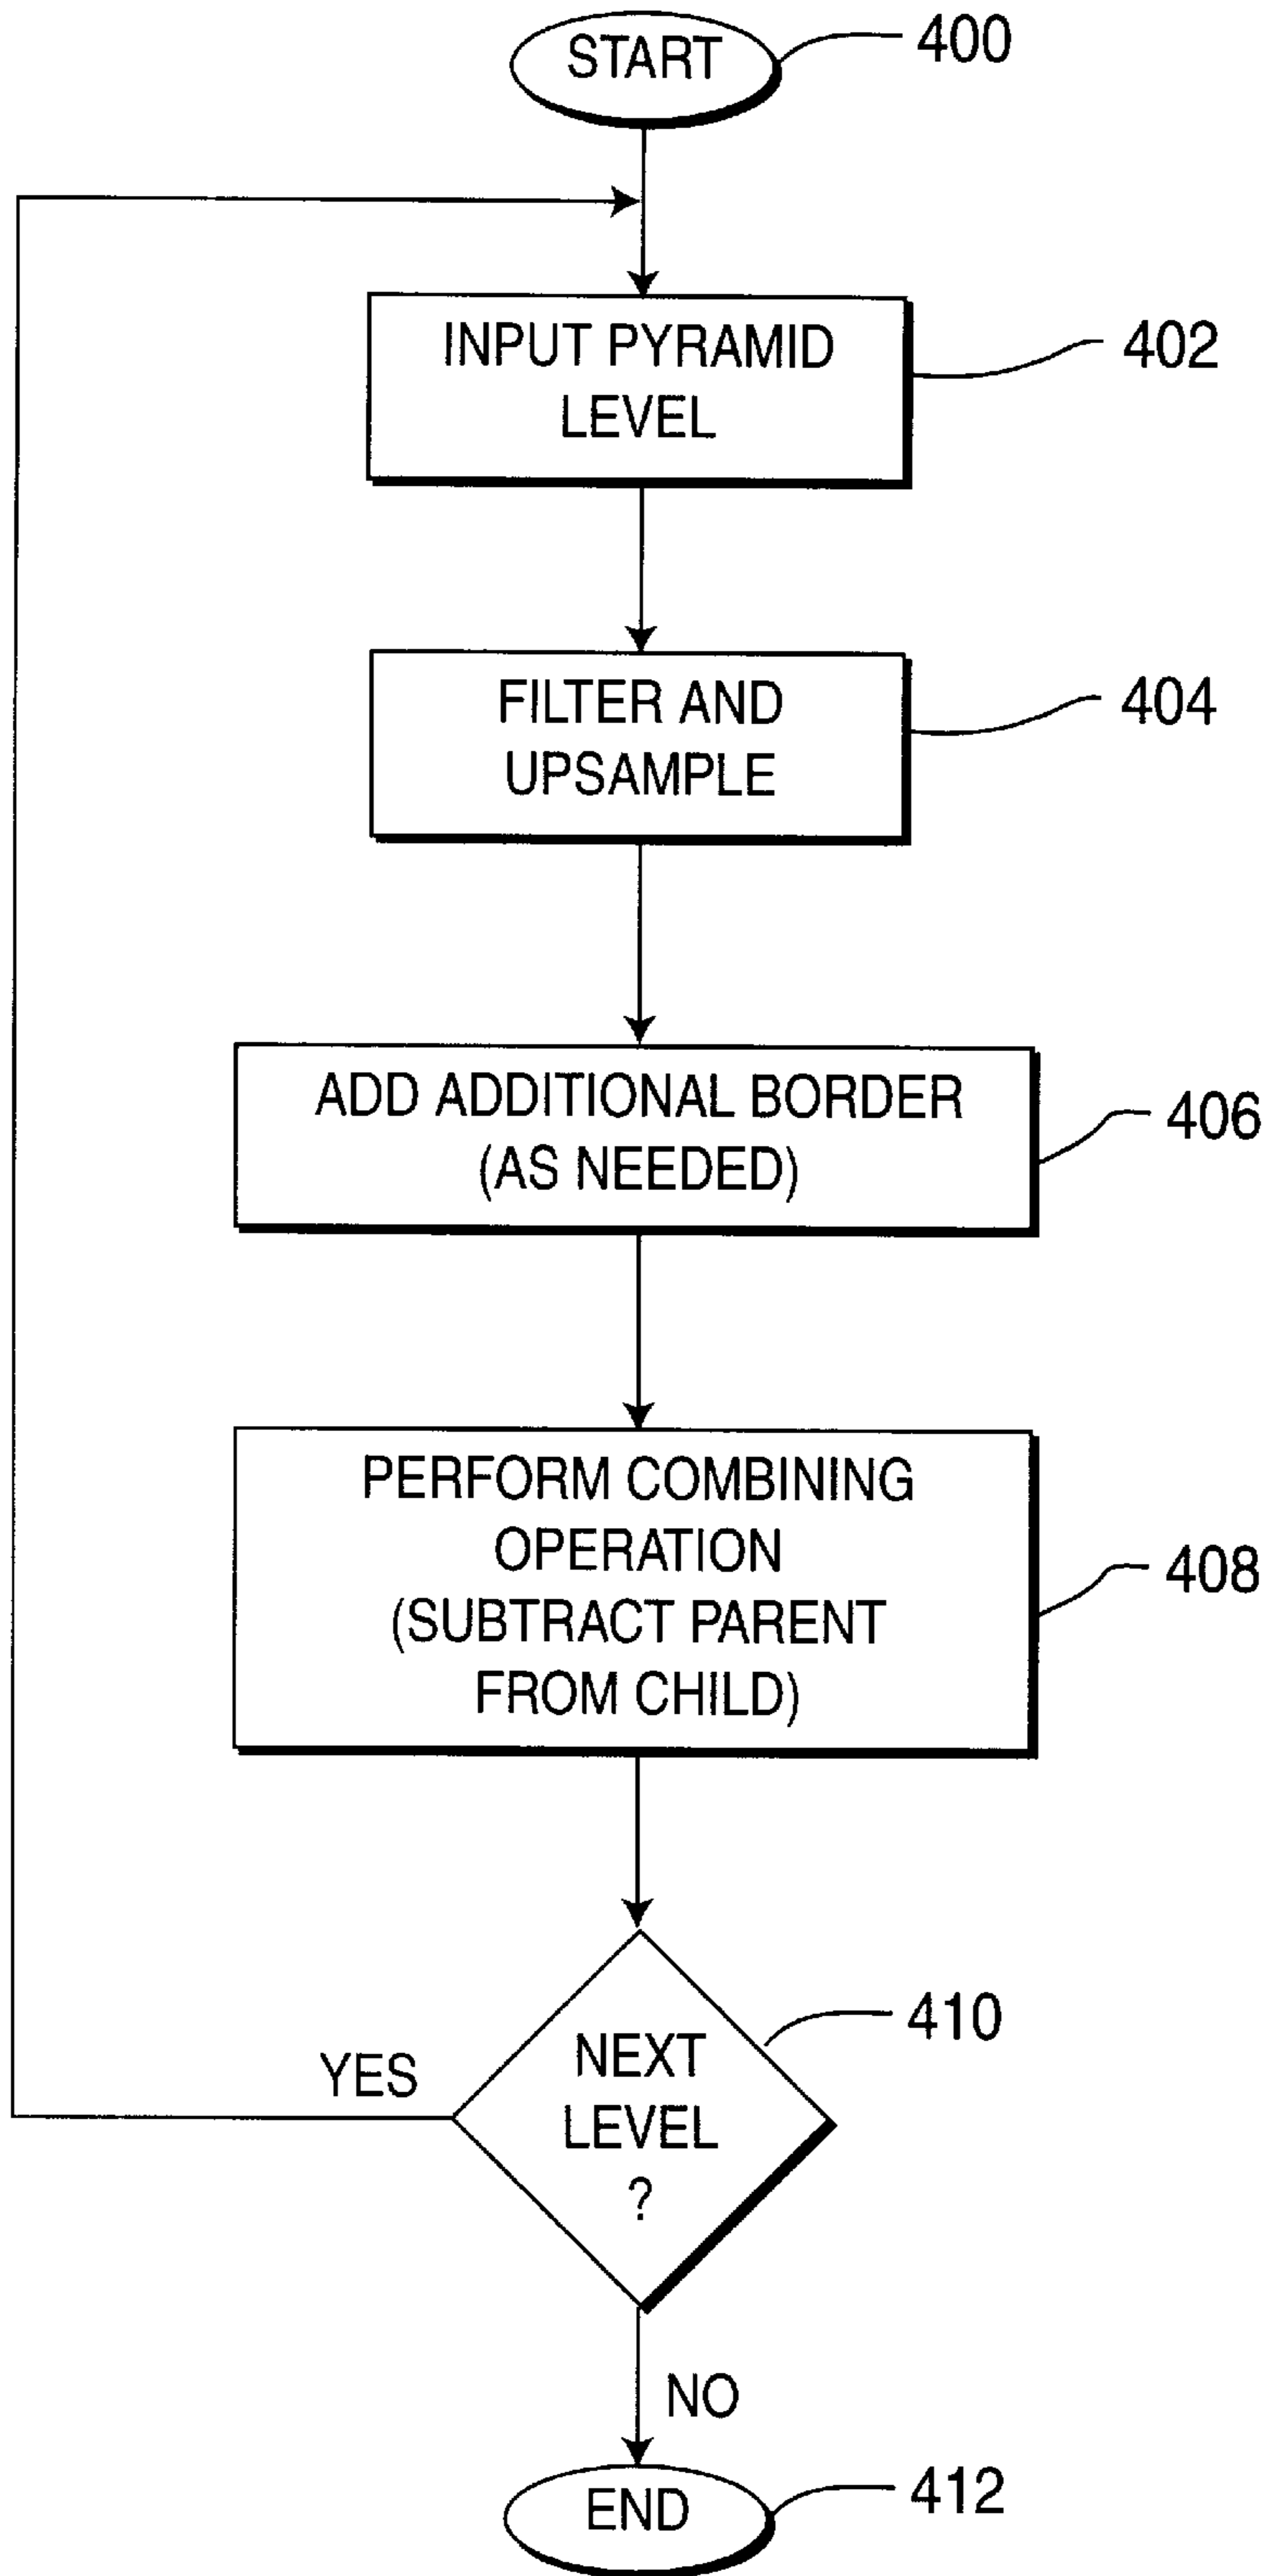 START
400
INPUT PYRAMID
LEVEL
402
FILTER AND
UPSAMPLE
404
ADD ADDITIONAL BORDER
(AS NEEDED)
406
PERFORM COMBINING
OPERATION
(SUBTRACT PARENT
FROM CHILD)
408
NEXT
LEVEL
?
410
YES
NO
END
412